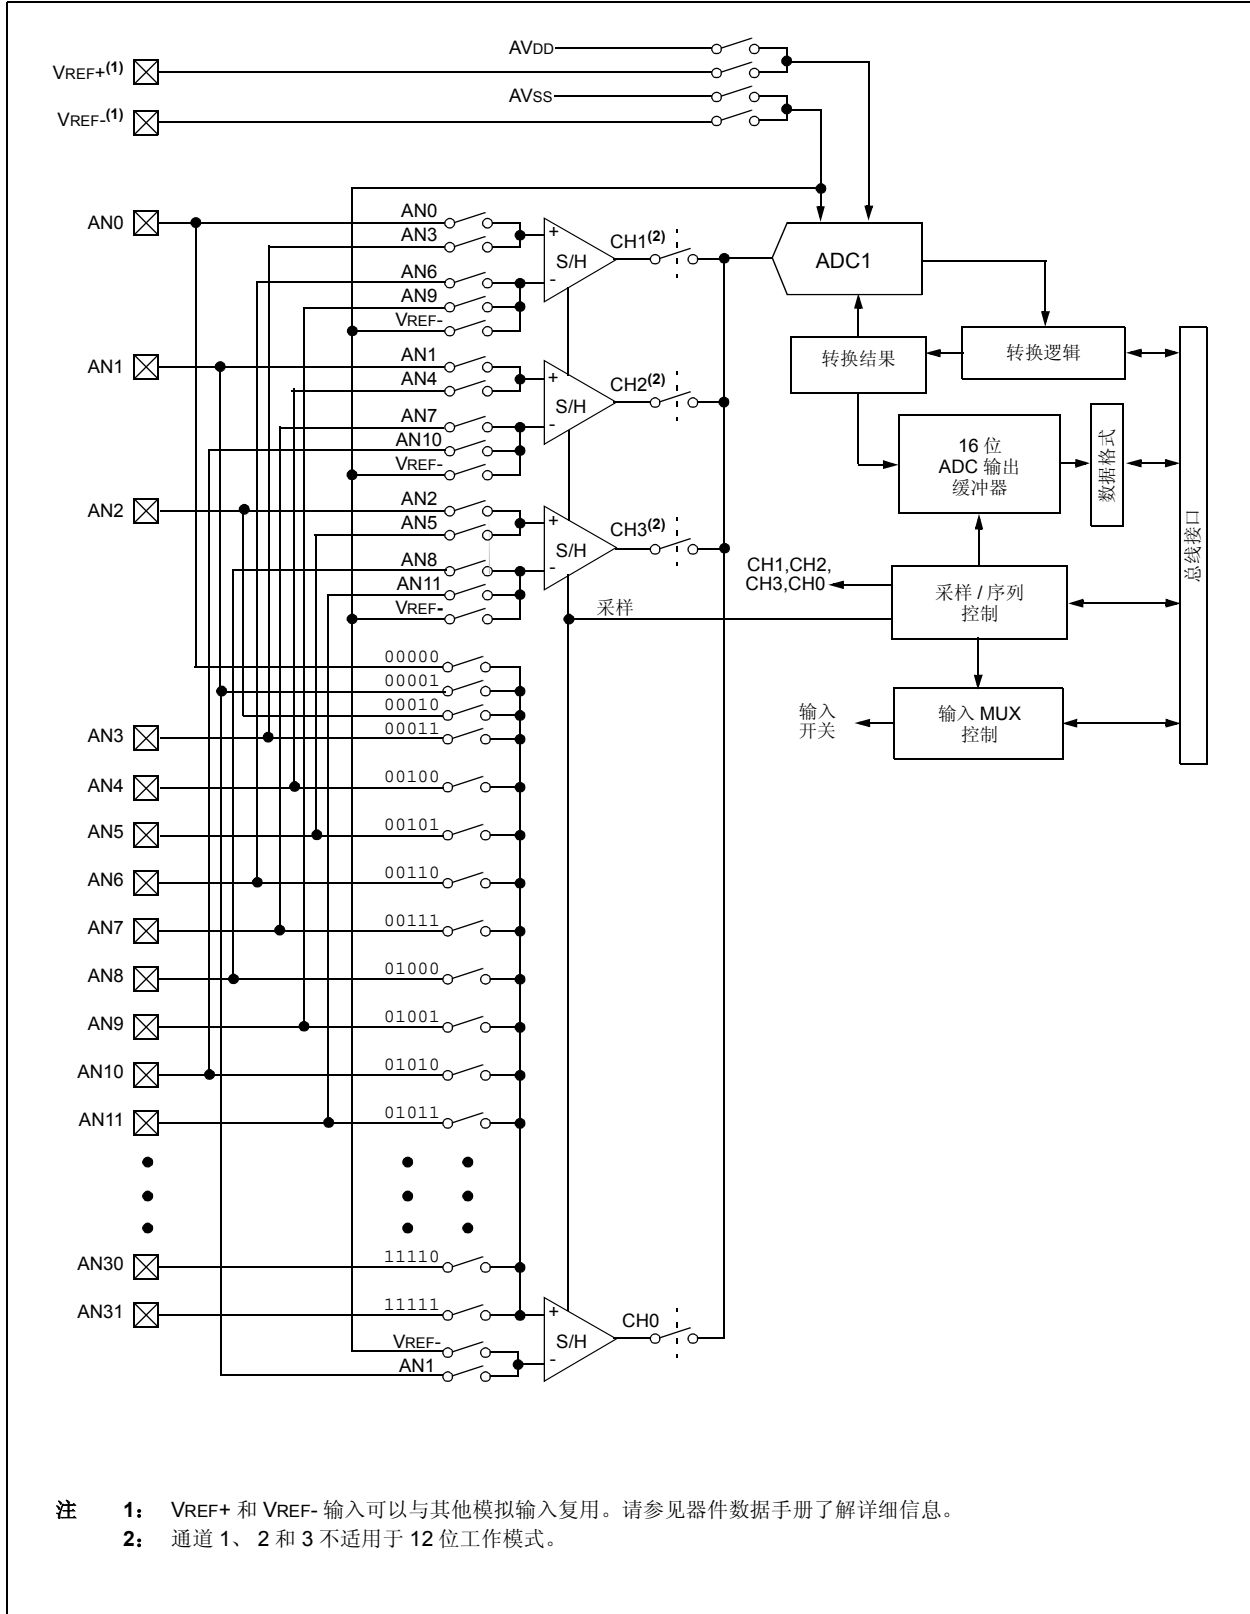 AVDD
VREF+(1)
AVSS
VREF-(1)
AN0
AN0
AN3
AN6
AN9
VREF-
+
-
S/H
CH1(2)
ADC1
AN1
AN1
AN4
AN7
AN10
VREF-
+
-
S/H
CH2(2)
转换结果
转换逻辑
16 位
ADC 输出
缓冲器
数据格式
总线接口
AN2
AN2
AN5
AN8
AN11
VREF-
+
-
S/H
CH3(2)
CH1,CH2,
CH3,CH0
采样 / 序列
控制
采样
输入
开关
输入 MUX
控制
00000
00001
00010
AN3
00011
AN4
00100
AN5
00101
AN6
00110
AN7
00111
AN8
01000
AN9
01001
AN10
01010
AN11
01011
AN30
11110
AN31
11111
VREF-
AN1
+
-
S/H
CH0
注 1： VREF+ 和 VREF- 输入可以与其他模拟输入复用。请参见器件数据手册了解详细信息。
2： 通道 1、 2 和 3 不适用于 12 位工作模式。